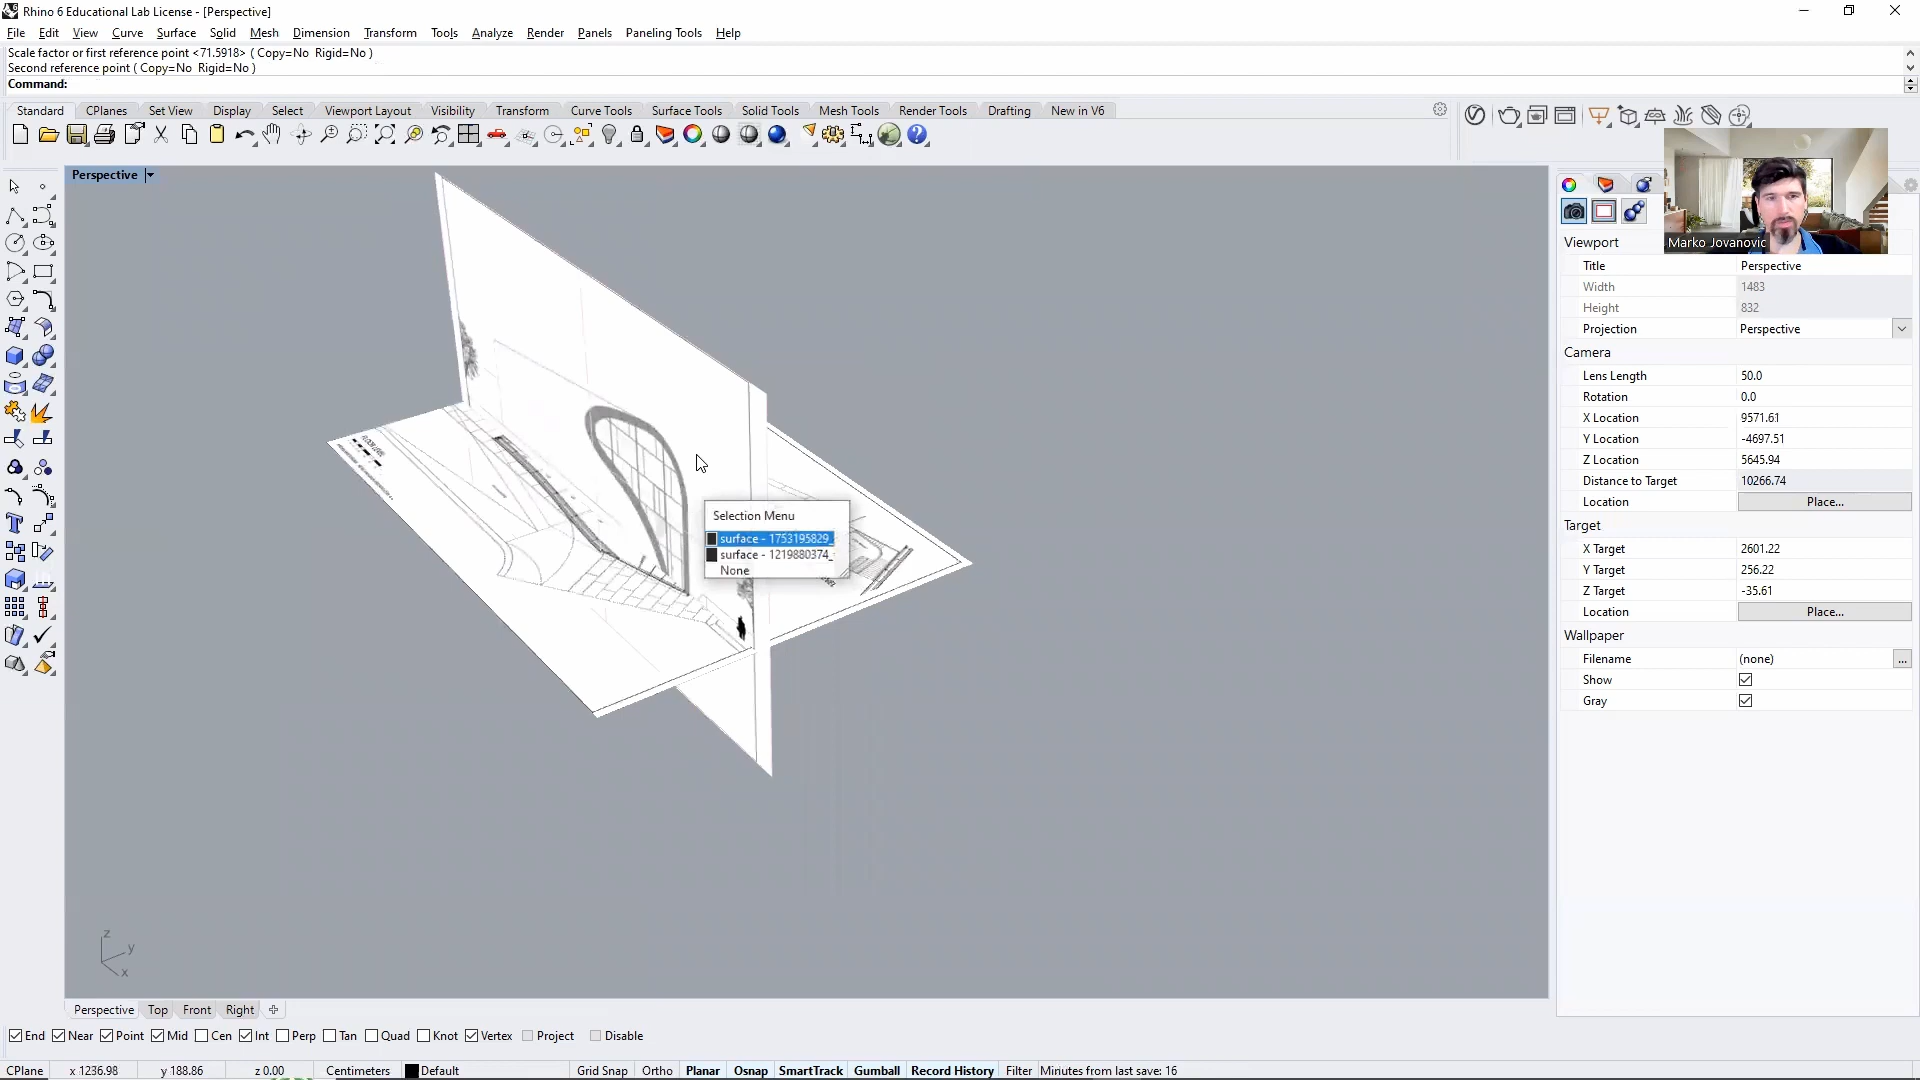 Rhino 6 Educational Lab License - [Perspective]
File Edit View Curve Surface Solid Mesh Dimension Transform Tools Analyze Render Panels Paneling Tools Help
Scale factor or first reference point <71.5918> ( Copy=No Rigid=No )
Second reference point ( Copy=No Rigid=No )
Command:
Standard CPlanes Set View Display Select Viewport Layout Visibility Transform Curve Tools Surface Tools Solid Tools Mesh Tools Render Tools Drafting New in V6
Perspective
Marko Jovanovic
Viewport
Title Perspective
Width 1483
Height 832
Projection Perspective
Camera
Lens Length 50.0
Rotation 0.0
X Location 9571.61
Y Location -4697.51
Z Location 5645.94
Distance to Target 10266.74
Location Place...
Target
X Target 2601.22
Y Target 256.22
Z Target -35.61
Location Place...
Wallpaper
Filename (none) ...
Show
Gray
Selection Menu
surface - 1753195829_
surface - 1219880374_
None
z
y
x
Perspective Top Front Right
End Near Point Mid Cen Int Perp Tan Quad Knot Vertex Project Disable
CPlane x 1236.98 y 188.86 z 0.00 Centimeters Default Grid Snap Ortho Planar Osnap SmartTrack Gumball Record History Filter Minutes from last save: 16